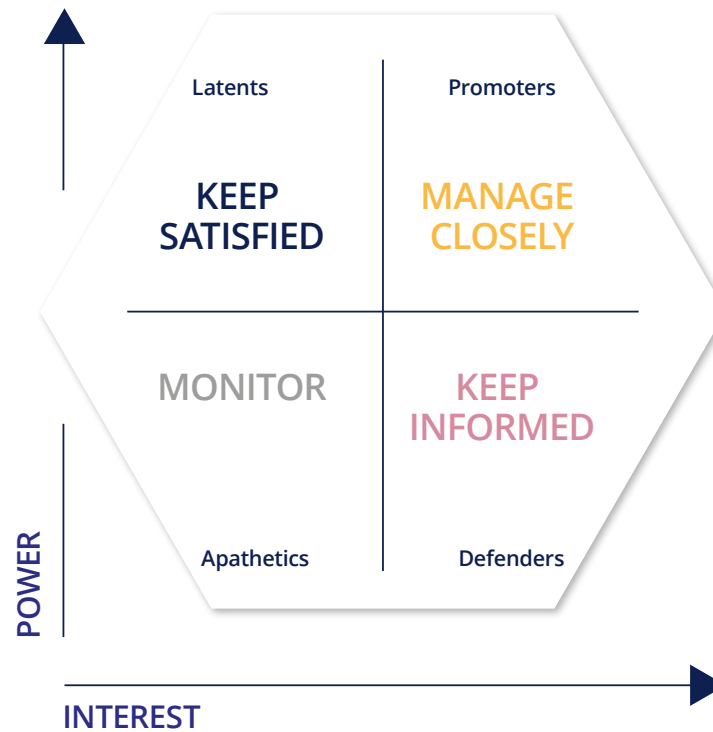 Latents
Promoters
KEEP
SATISFIED
MANAGE
CLOSELY
MONITOR
KEEP
INFORMED
Apathetics
Defenders
POWER
INTEREST